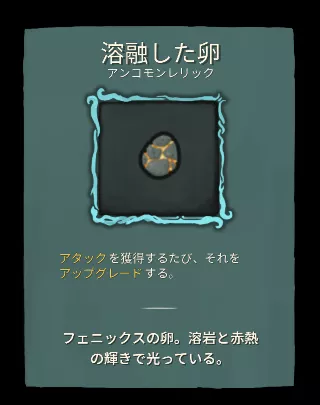 溶融した卵
アンコモンレリック
アタックを獲得するたび、それを
アップグレードする。
フェニックスの卵。溶岩と赤熱
の輝きで光っている。